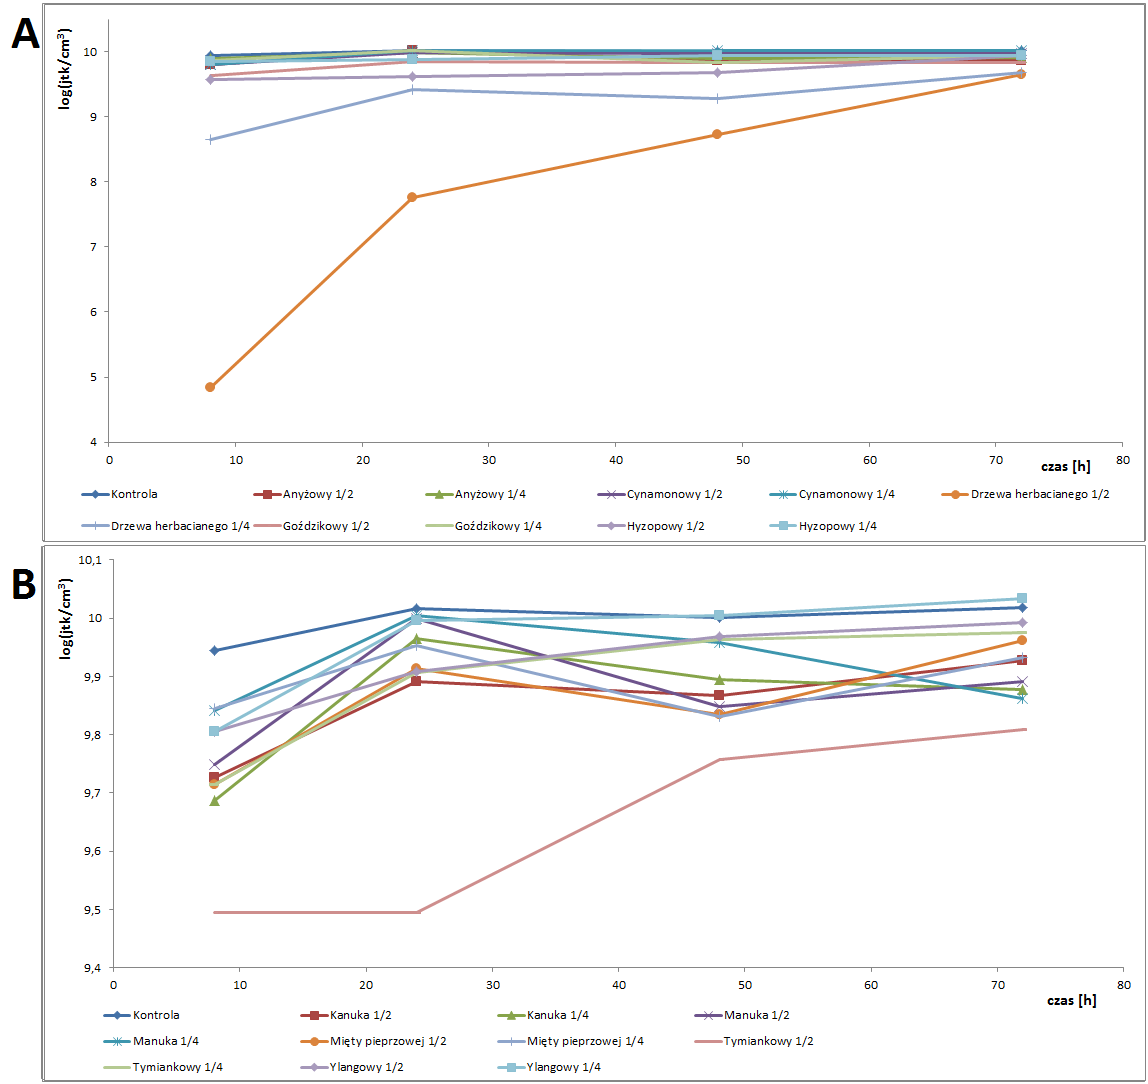 A
log(jtk/cm³)
10
9
8
7
6
5
4
0 10 20 30 40 50 60 70 80
czas [h]
Kontrola Anyżowy 1/2 Anyżowy 1/4 Cynamonowy 1/2 Cynamonowy 1/4 Drzewa herbacianego 1/2
Drzewa herbacianego 1/4 Goździkowy 1/2 Goździkowy 1/4 Hyzopowy 1/2 Hyzopowy 1/4
B
log(jtk/cm³)
10,1
10
9,9
9,8
9,7
9,6
9,5
9,4
0 10 20 30 40 50 60 70 80
czas [h]
Kontrola Kanuka 1/2 Kanuka 1/4 Manuka 1/2
Manuka 1/4 Mięty pieprzowej 1/2 Mięty pieprzowej 1/4 Tymiankowy 1/2
Tymiankowy 1/4 Ylangowy 1/2 Ylangowy 1/4